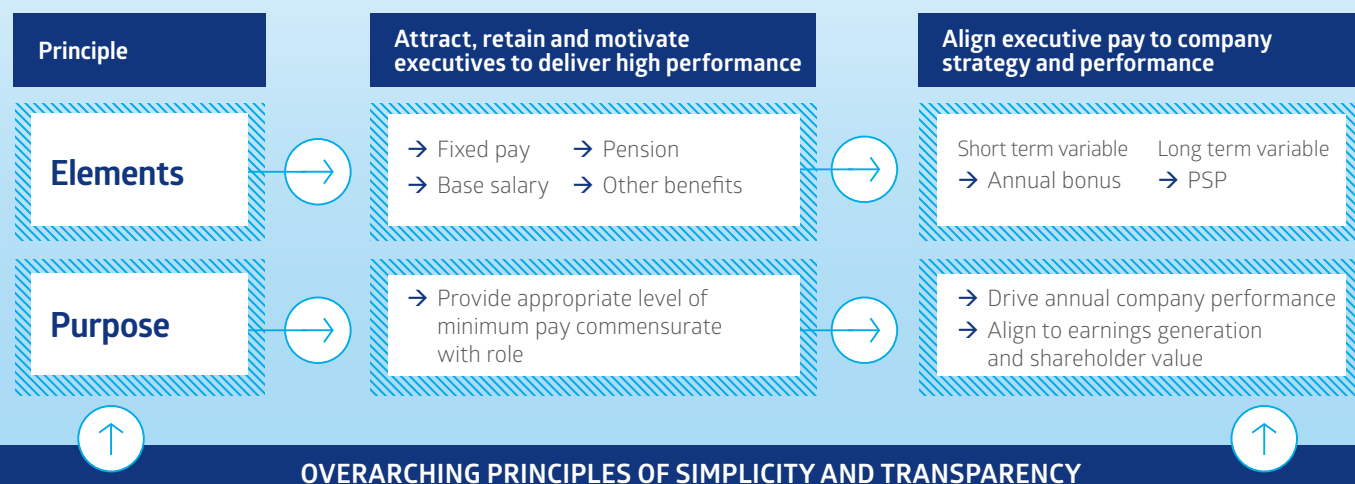 Principle
Attract, retain and motivate
executives to deliver high performance
Align executive pay to company
strategy and performance
Elements
→ Fixed pay → Pension
→ Base salary → Other benefits
Short term variable Long term variable
→ Annual bonus → PSP
Purpose
→ Provide appropriate level of
minimum pay commensurate
with role
→ Drive annual company performance
→ Align to earnings generation
and shareholder value
OVERARCHING PRINCIPLES OF SIMPLICITY AND TRANSPARENCY